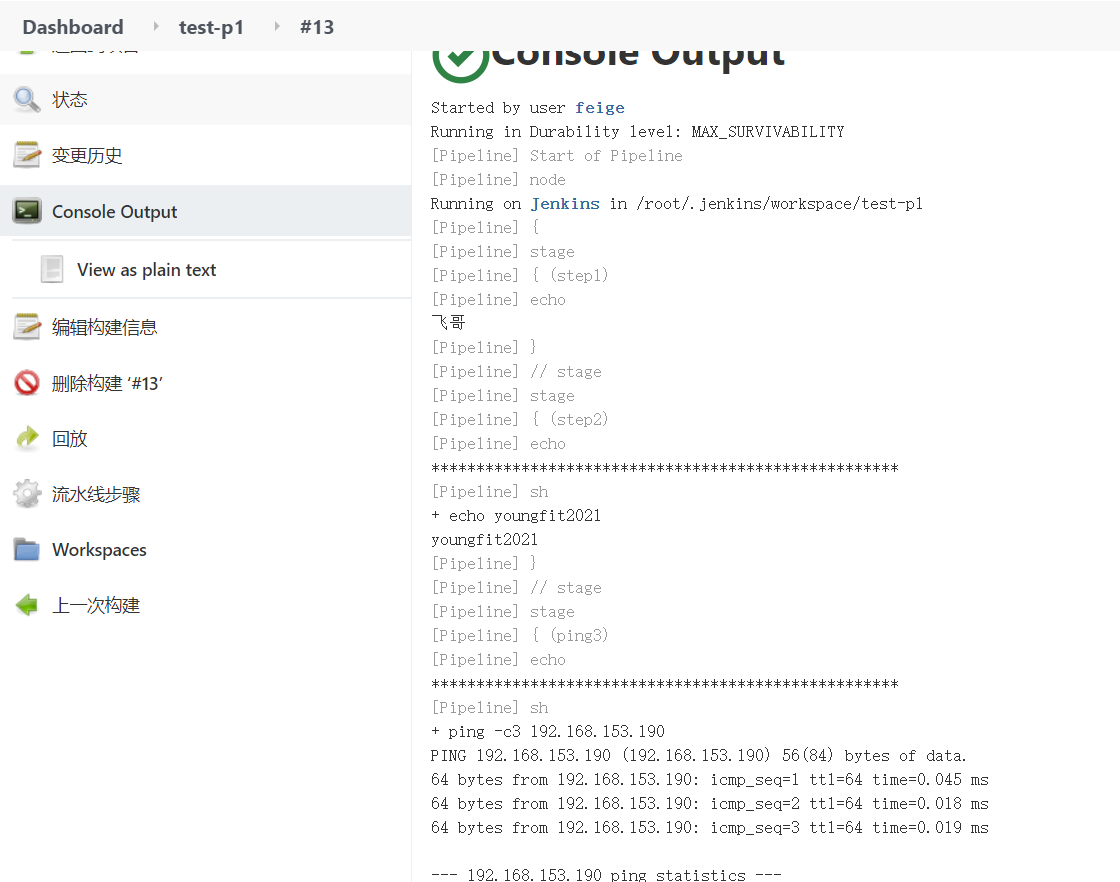 Dashboard
test-p1
#13
状态
变更历史
Console Output
View as plain text
编辑构建信息
删除构建 ‘#13’
回放
流水线步骤
Workspaces
上一次构建
Console Output
Started by user feige
Running in Durability level: MAX_SURVIVABILITY
[Pipeline] Start of Pipeline
[Pipeline] node
Running on Jenkins in /root/.jenkins/workspace/test-p1
[Pipeline] {
[Pipeline] stage
[Pipeline] { (step1)
[Pipeline] echo
飞哥
[Pipeline] }
[Pipeline] // stage
[Pipeline] stage
[Pipeline] { (step2)
[Pipeline] echo
****************************************************
[Pipeline] sh
+ echo youngfit2021
youngfit2021
[Pipeline] }
[Pipeline] // stage
[Pipeline] stage
[Pipeline] { (ping3)
[Pipeline] echo
****************************************************
[Pipeline] sh
+ ping -c3 192.168.153.190
PING 192.168.153.190 (192.168.153.190) 56(84) bytes of data.
64 bytes from 192.168.153.190: icmp_seq=1 ttl=64 time=0.045 ms
64 bytes from 192.168.153.190: icmp_seq=2 ttl=64 time=0.018 ms
64 bytes from 192.168.153.190: icmp_seq=3 ttl=64 time=0.019 ms
--- 192.168.153.190 ping statistics ---